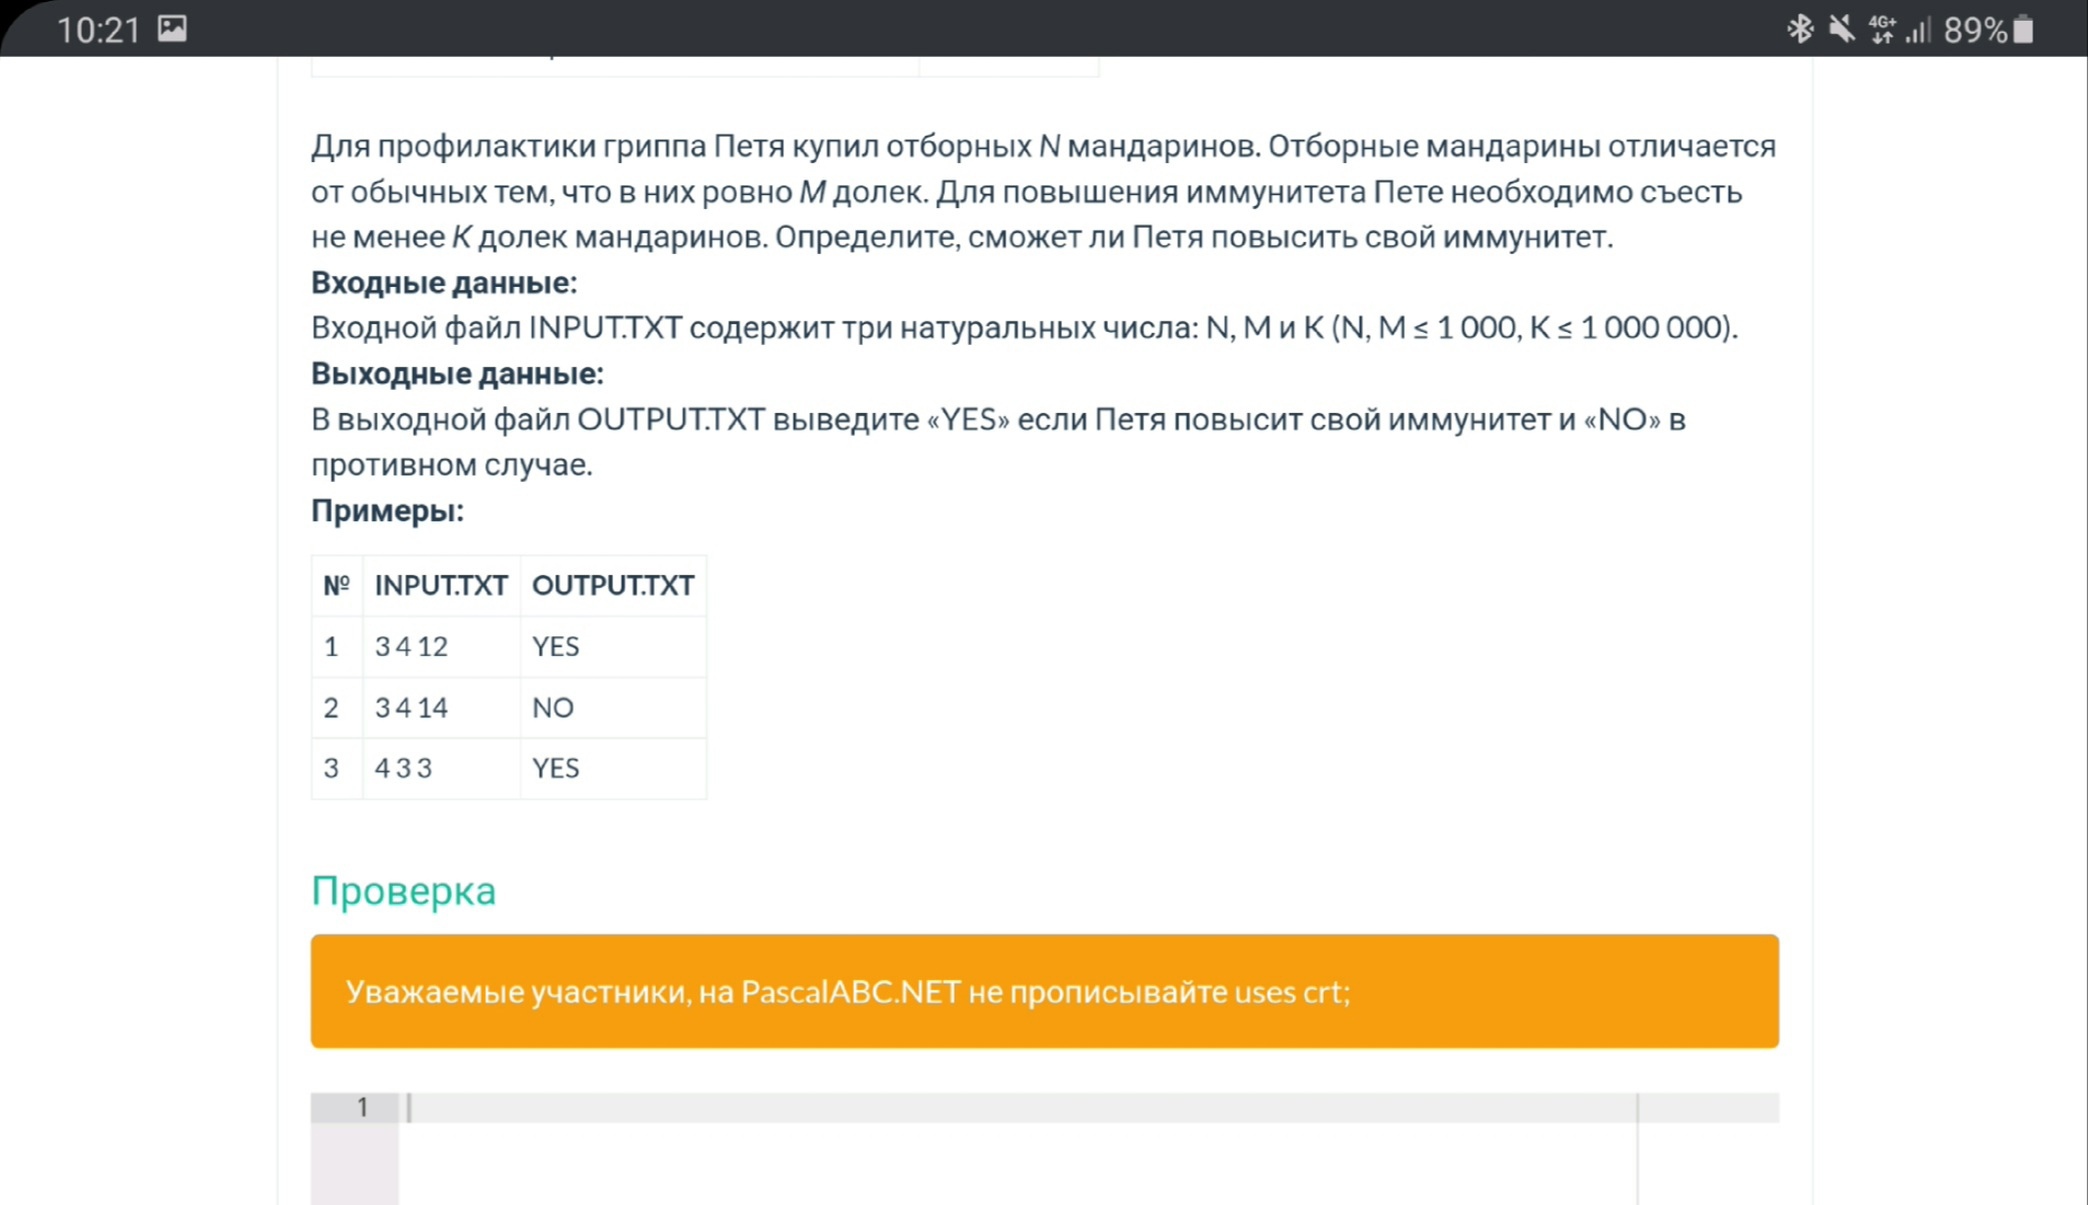 10:21 4G+ 89%
Для профилактики гриппа Петя купил отборных N мандаринов. Отборные мандарины отличается
от обычных тем, что в них ровно M долек. Для повышения иммунитета Пете необходимо съесть
не менее K долек мандаринов. Определите, сможет ли Петя повысить свой иммунитет.
Входные данные:
Входной файл INPUT.TXT содержит три натуральных числа: N, M и K (N, M ≤ 1 000, K ≤ 1 000 000).
Выходные данные:
В выходной файл OUTPUT.TXT выведите «YES» если Петя повысит свой иммунитет и «NO» в
противном случае.
Примеры:
№ INPUT.TXT OUTPUT.TXT
1 3 4 12 YES
2 3 4 14 NO
3 4 3 3 YES
Проверка
Уважаемые участники, на PascalABC.NET не прописывайте uses crt;
1